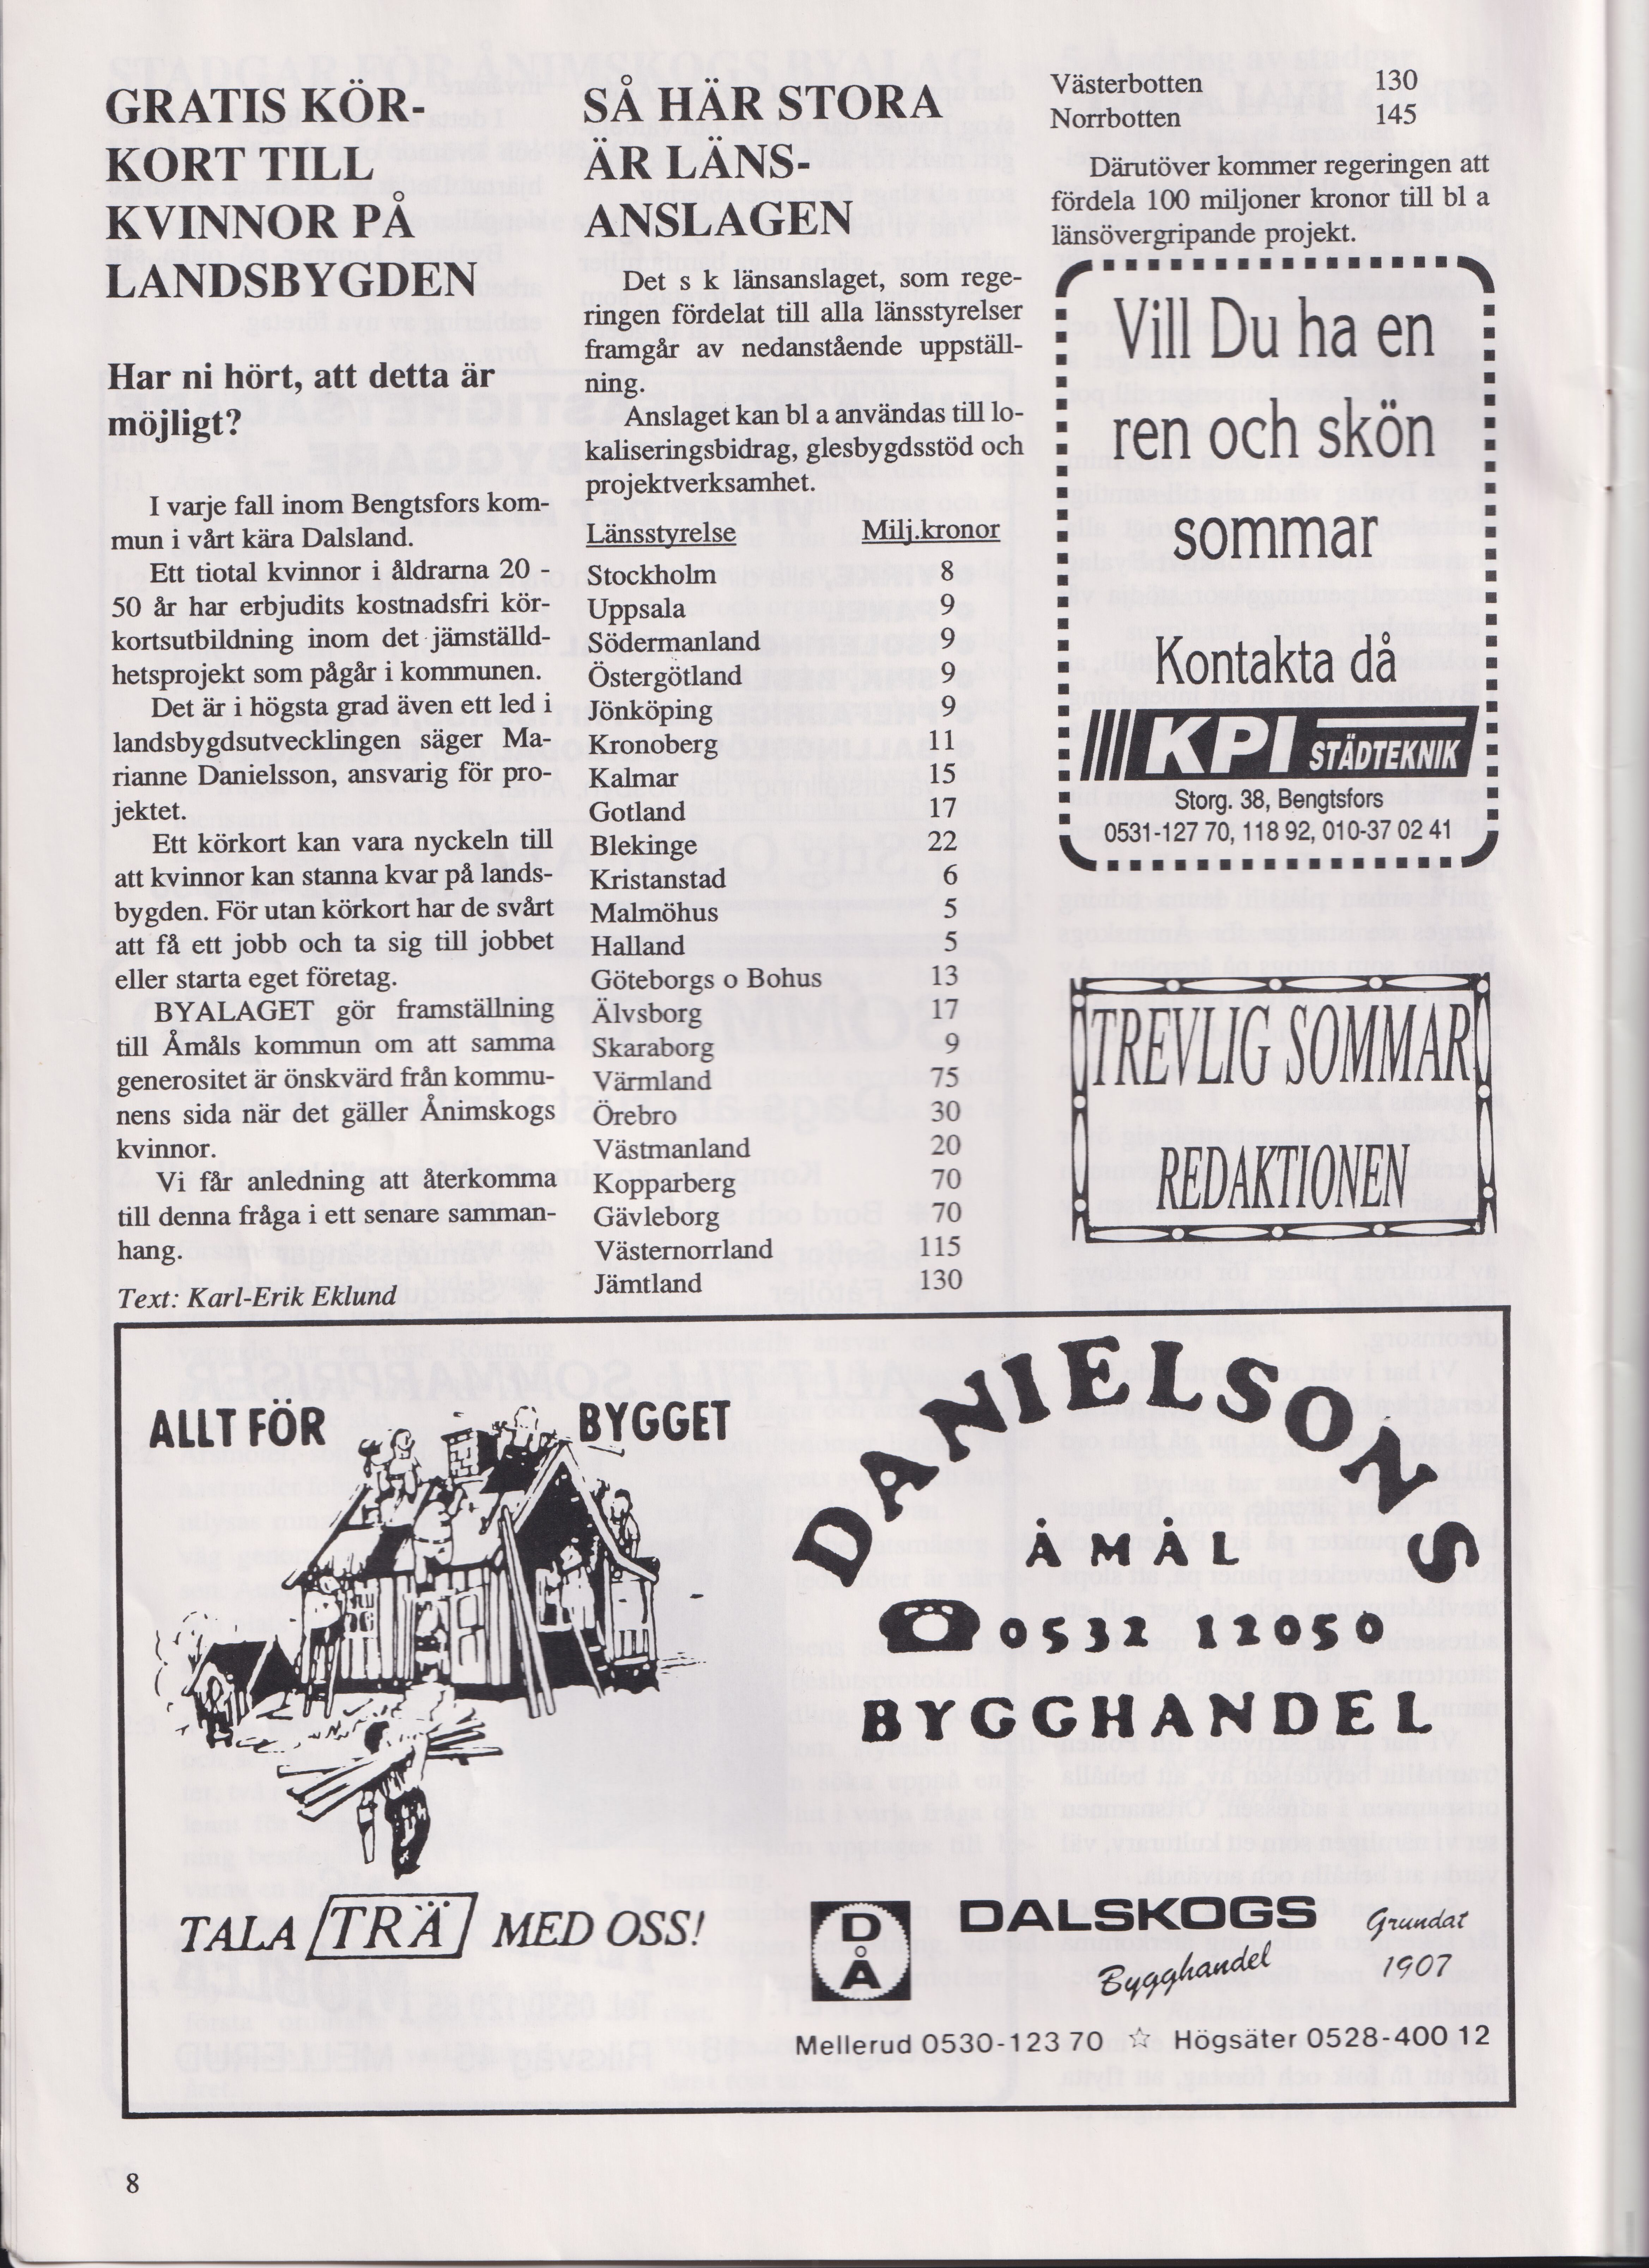 GRATIS KÖR-
KORT TILL
KVINNOR PÅ
LANDSBYGDEN
Har ni hört, att detta är
möjligt?
I varje fall inom Bengtsfors kom-
mun i vårt kära Dalsland.
Ett tiotal kvinnor i åldrarna 20 -
50 år har erbjudits kostnadsfri kör-
kortsutbildning inom det jämställd-
hetsprojekt som pågår i kommunen.
Det är i högsta grad även ett led i
landsbygdsutvecklingen säger Ma-
rianne Danielsson, ansvarig för pro-
jektet.
Ett körkort kan vara nyckeln till
att kvinnor kan stanna kvar på lands-
bygden. För utan körkort har de svårt
att få ett jobb och ta sig till jobbet
eller starta eget företag.
BYALAGET gör framställning
till Åmåls kommun om att samma
generositet är önskvärd från kommu-
nens sida när det gäller Ånimskogs
kvinnor.
Vi får anledning att återkomma
till denna fråga i ett senare samman-
hang.
Text: Karl-Erik Eklund
SÅ HÄR STORA
ÄR LÄNS-
ANSLAGEN
Det s k länsanslaget, som rege-
ringen fördelat till alla länsstyrelser
framgår av nedanstående uppställ-
ning.
Anslaget kan bl a användas till lo-
kaliseringsbidrag, glesbygdsstöd och
projektverksamhet.
Länsstyrelse Milj.kronor
Stockholm 8
Uppsala 9
Södermanland 9
Östergötland 9
Jönköping 9
Kronoberg 11
Kalmar 15
Gotland 17
Blekinge 22
Kristanstad 6
Malmöhus 5
Halland 5
Göteborgs o Bohus 13
Älvsborg 17
Skaraborg 9
Värmland 75
Örebro 30
Västmanland 20
Kopparberg 70
Gävleborg 70
Västernorrland 115
Jämtland 130
Västerbotten 130
Norrbotten 145
Därutöver kommer regeringen att
fördela 100 miljoner kronor till bl a
länsövergripande projekt.
Vill Du ha en
ren och skön
sommar
Kontakta då
KPI STÄDTEKNIK
Storg. 38, Bengtsfors
0531-127 70, 118 92, 010-37 02 41
TREVLIG SOMMAR
REDAKTIONEN
ALLT FÖR BYGGET
TALA TRÄ MED OSS!
DANIELSONS
ÅMÅL
0532 12050
BYGGHANDEL
DÅA
DALSKOGS
Bygghandel
Grundat
1907
Mellerud 0530-123 70 ☆ Högsäter 0528-400 12
8